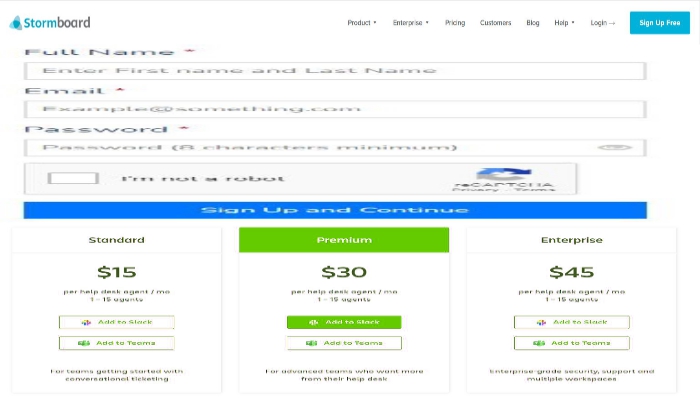 Stormboard
Product Enterprise Pricing Customers Blog Help Login → Sign Up Free
Full Name *
Enter First name and Last Name
Email *
Example@something.com
Password *
Password (8 characters minimum)
I'm not a robot
reCAPTCHA
Privacy - Terms
Sign Up and Continue
Standard
$15
per help desk agent / mo
1 – 15 agents
Add to Slack
Add to Teams
For teams getting started with
conversational ticketing
Premium
$30
per help desk agent / mo
1 – 15 agents
Add to Slack
Add to Teams
For advanced teams who want more
from their help desk
Enterprise
$45
per help desk agent / mo
1 – 15 agents
Add to Slack
Add to Teams
Enterprise-grade security, support and
multiple workspaces